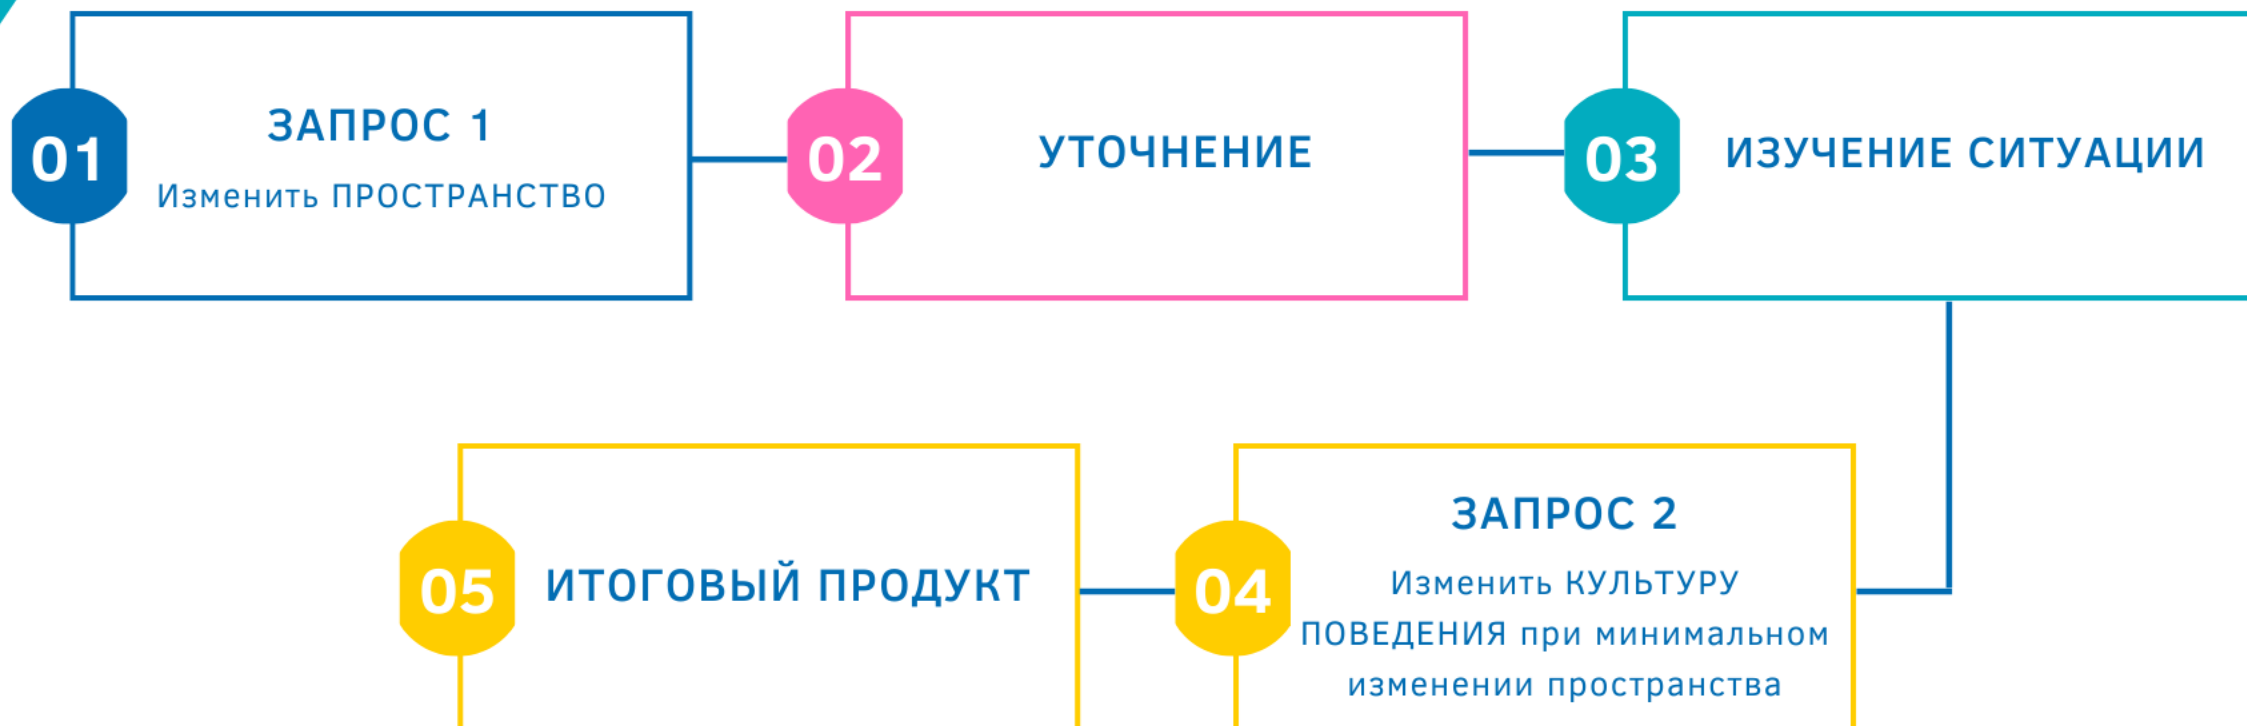 01
ЗАПРОС 1
Изменить ПРОСТРАНСТВО
02
УТОЧНЕНИЕ
03
ИЗУЧЕНИЕ СИТУАЦИИ
04
ЗАПРОС 2
Изменить КУЛЬТУРУ
ПОВЕДЕНИЯ при минимальном
изменении пространства
05
ИТОГОВЫЙ ПРОДУКТ